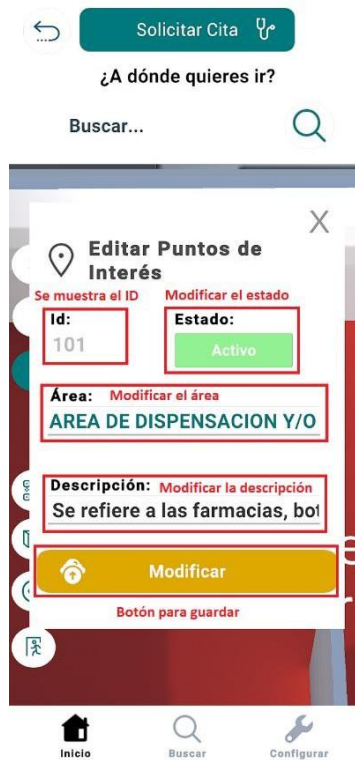 Solicitar Cita
¿A dónde quieres ir?
Buscar...
X
Editar Puntos de
Interés
Se muestra el ID Modificar el estado
Id: Estado:
101 Activo
Área: Modificar el área
AREA DE DISPENSACION Y/O
Descripción: Modificar la descripción
Se refiere a las farmacias, bot
Modificar
Botón para guardar
Inicio Buscar Configurar